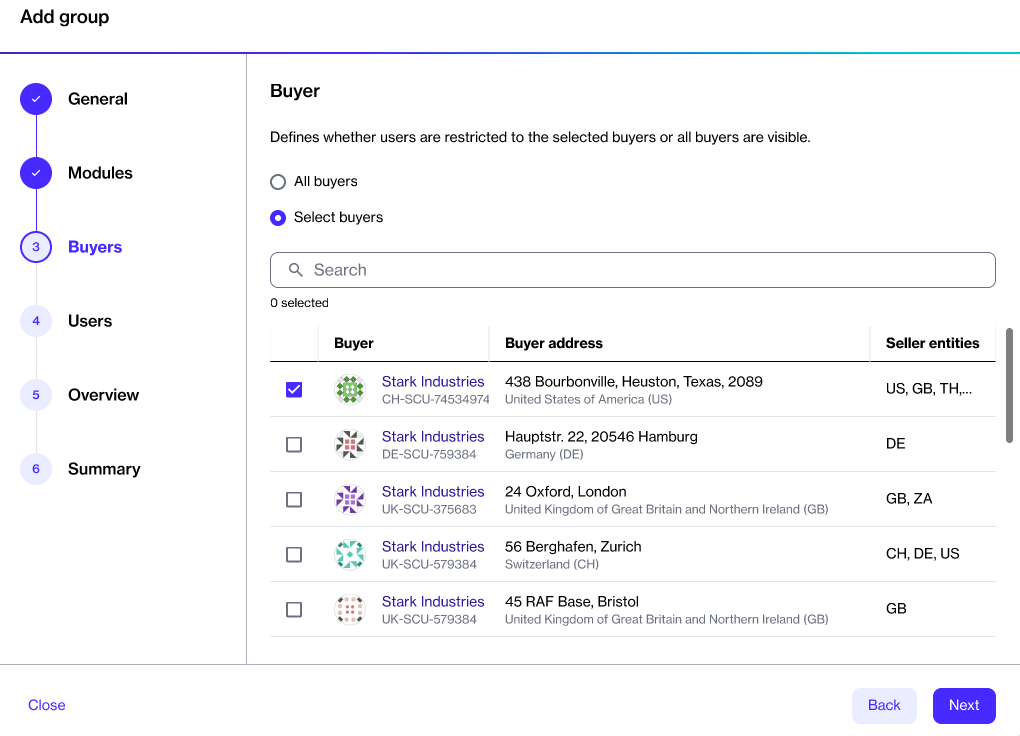 Add group
General
Modules
3 Buyers
4 Users
5 Overview
6 Summary
Buyer
Defines whether users are restricted to the selected buyers or all buyers are visible.
All buyers
Select buyers
Search
0 selected
Buyer Buyer address Seller entities
Stark Industries 438 Bourbonville, Heuston, Texas, 2089 US, GB, TH,...
CH-SCU-74534974 United States of America (US)
Stark Industries Hauptstr. 22, 20546 Hamburg DE
DE-SCU-759384 Germany (DE)
Stark Industries 24 Oxford, London GB, ZA
UK-SCU-375683 United Kingdom of Great Britain and Northern Ireland (GB)
Stark Industries 56 Berghafen, Zurich CH, DE, US
UK-SCU-579384 Switzerland (CH)
Stark Industries 45 RAF Base, Bristol GB
UK-SCU-579384 United Kingdom of Great Britain and Northern Ireland (GB)
Close Back Next